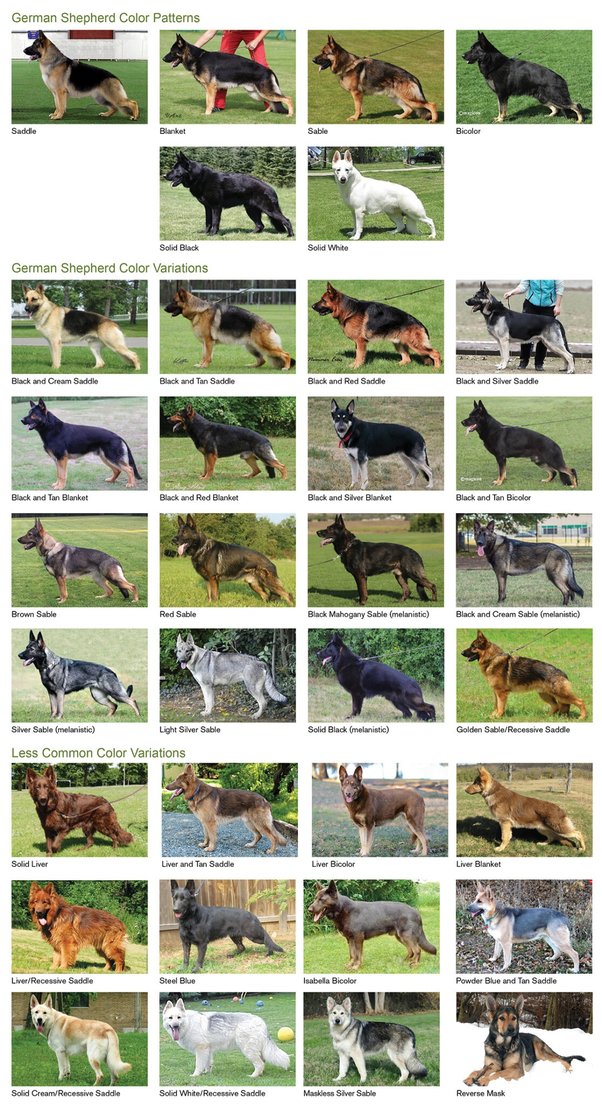 German Shepherd Color Patterns
Saddle
Blanket
Sable
Bicolor
Solid Black
Solid White
German Shepherd Color Variations
Black and Cream Saddle
Black and Tan Saddle
Black and Red Saddle
Black and Silver Saddle
Black and Tan Blanket
Black and Red Blanket
Black and Silver Blanket
Black and Tan Bicolor
Brown Sable
Red Sable
Black Mahogany Sable (melanistic)
Black and Cream Sable (melanistic)
Silver Sable (melanistic)
Light Silver Sable
Solid Black (melanistic)
Golden Sable/Recessive Saddle
Less Common Color Variations
Solid Liver
Liver and Tan Saddle
Liver Bicolor
Liver Blanket
Liver/Recessive Saddle
Steel Blue
Isabella Bicolor
Powder Blue and Tan Saddle
Solid Cream/Recessive Saddle
Solid White/Recessive Saddle
Maskless Silver Sable
Reverse Mask